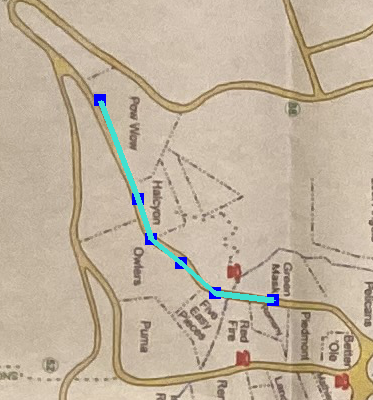 Pow Wow
Halcyon
Owlers
Green
Mask
Five
Easy
Pieces
Red
Fire
Piedmont
Pelicans
Puma
Better
'Ole